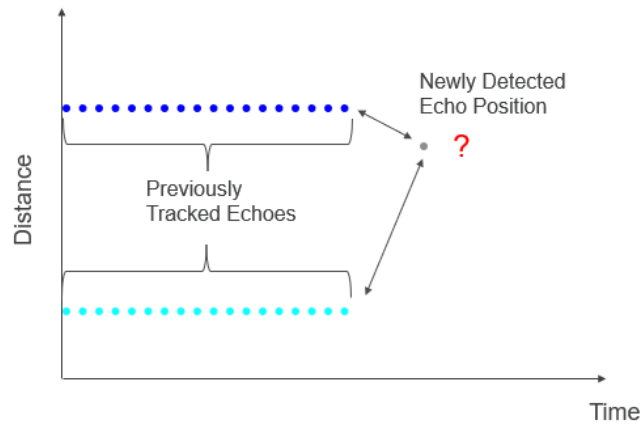 Newly Detected
Echo Position
?
Previously
Tracked Echoes
Distance
Time